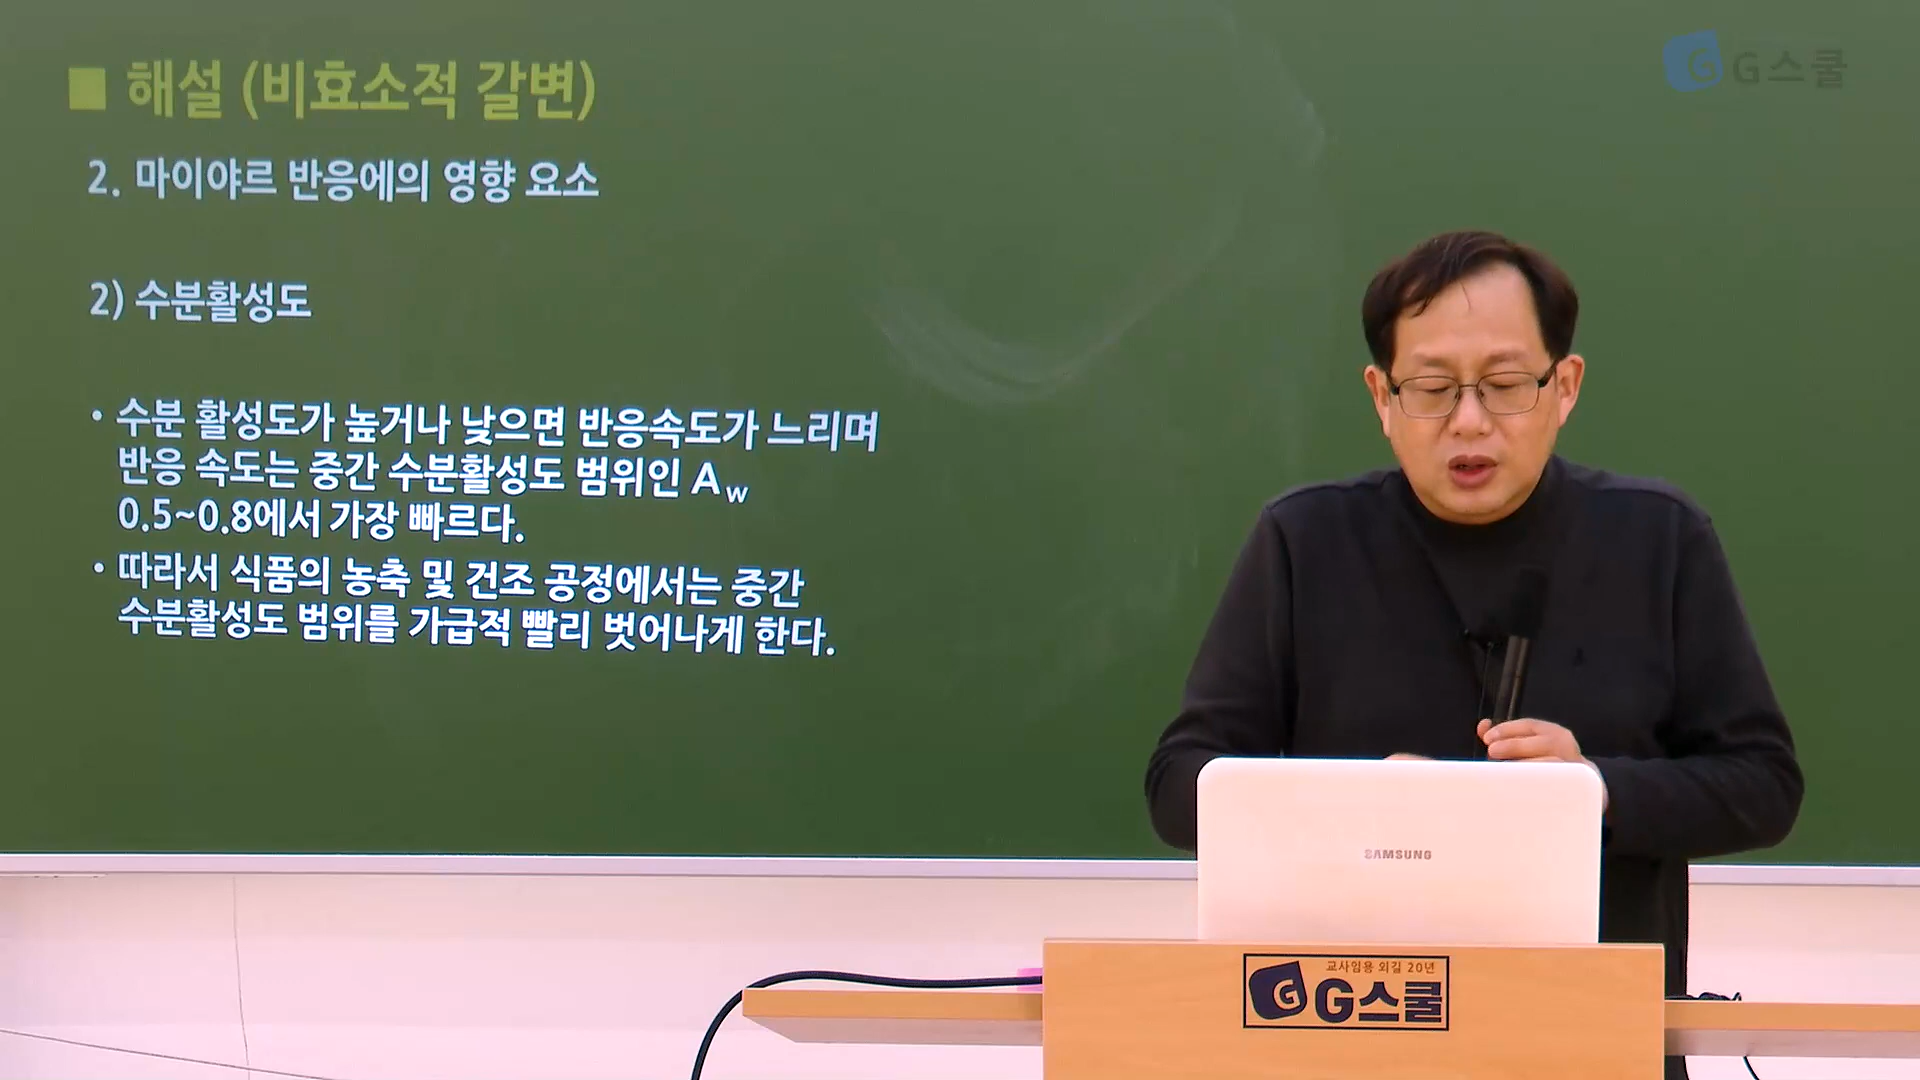 ■ 해설 (비효소적 갈변)
G G스쿨
2. 마이야르 반응에의 영향 요소
2) 수분활성도
• 수분 활성도가 높거나 낮으면 반응속도가 느리며
반응 속도는 중간 수분활성도 범위인 Aw
0.5~0.8에서 가장 빠르다.
• 따라서 식품의 농축 및 건조 공정에서는 중간
수분활성도 범위를 가급적 빨리 벗어나게 한다.
SAMSUNG
교사임용 외길 20년
G G스쿨